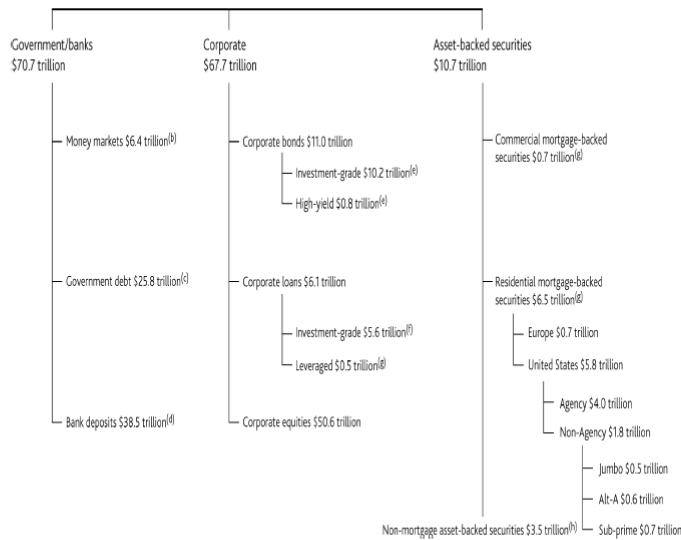 Government/banks
$70.7 trillion
Money markets $6.4 trillion(b)
Government debt $25.8 trillion(c)
Bank deposits $38.5 trillion(d)
Corporate
$67.7 trillion
Corporate bonds $11.0 trillion
Investment-grade $10.2 trillion(e)
High-yield $0.8 trillion(e)
Corporate loans $6.1 trillion
Investment-grade $5.6 trillion(f)
Leveraged $0.5 trillion(g)
Corporate equities $50.6 trillion
Asset-backed securities
$10.7 trillion
Commercial mortgage-backed
securities $0.7 trillion(g)
Residential mortgage-backed
securities $6.5 trillion(g)
Europe $0.7 trillion
United States $5.8 trillion
Agency $4.0 trillion
Non-Agency $1.8 trillion
Jumbo $0.5 trillion
Alt-A $0.6 trillion
Sub-prime $0.7 trillion
Non-mortgage asset-backed securities $3.5 trillion(h)